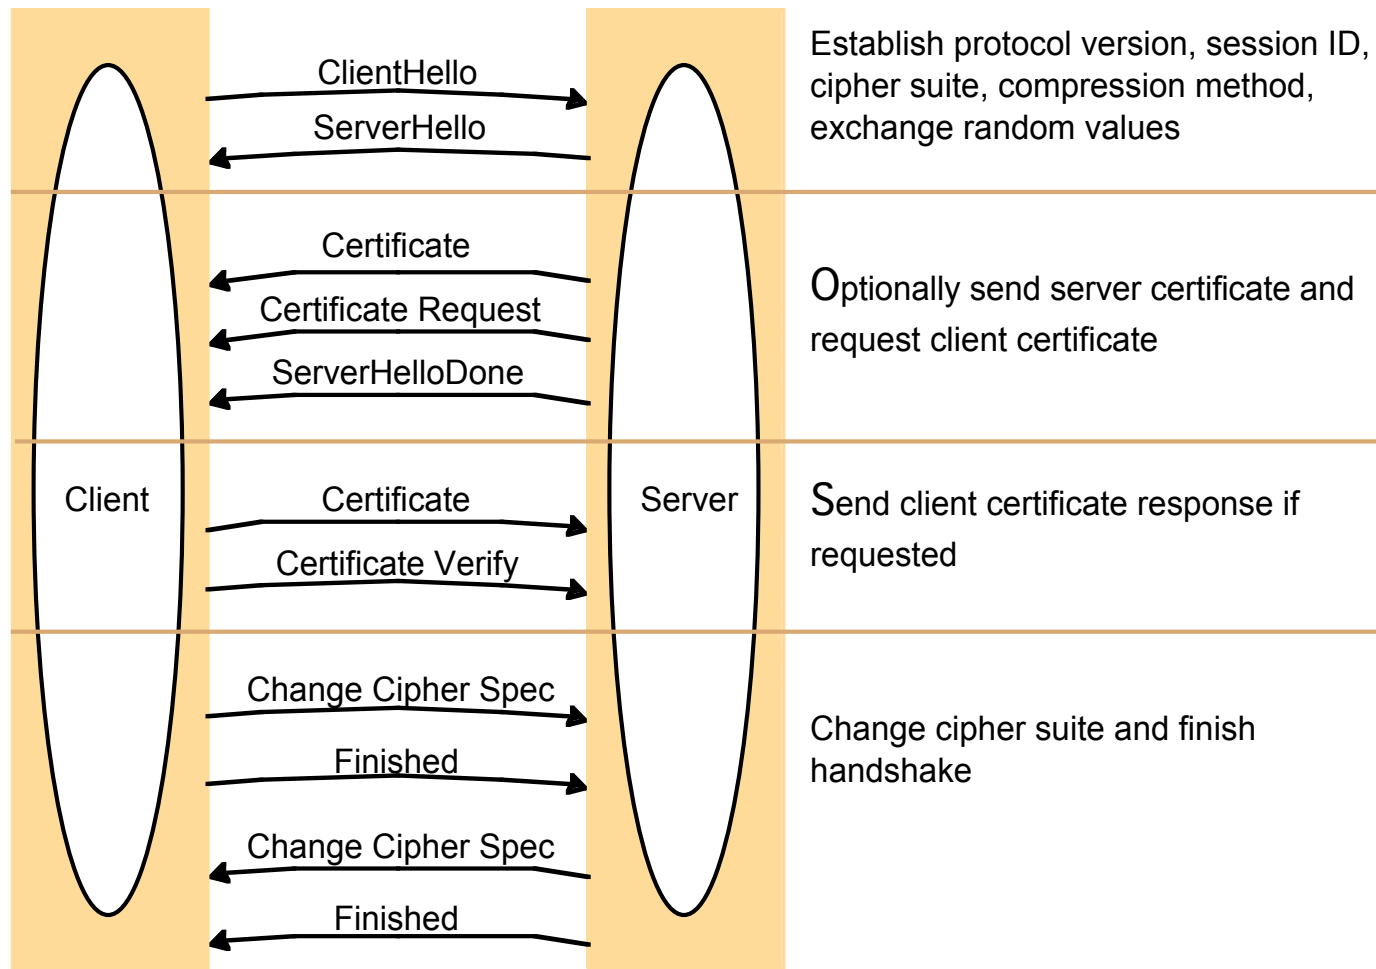 ClientHello
ServerHello
Establish protocol version, session ID,
cipher suite, compression method,
exchange random values
Certificate
Certificate Request
ServerHelloDone
Optionally send server certificate and
request client certificate
Client
Certificate
Certificate Verify
Server
Send client certificate response if
requested
Change Cipher Spec
Finished
Change Cipher Spec
Finished
Change cipher suite and finish
handshake